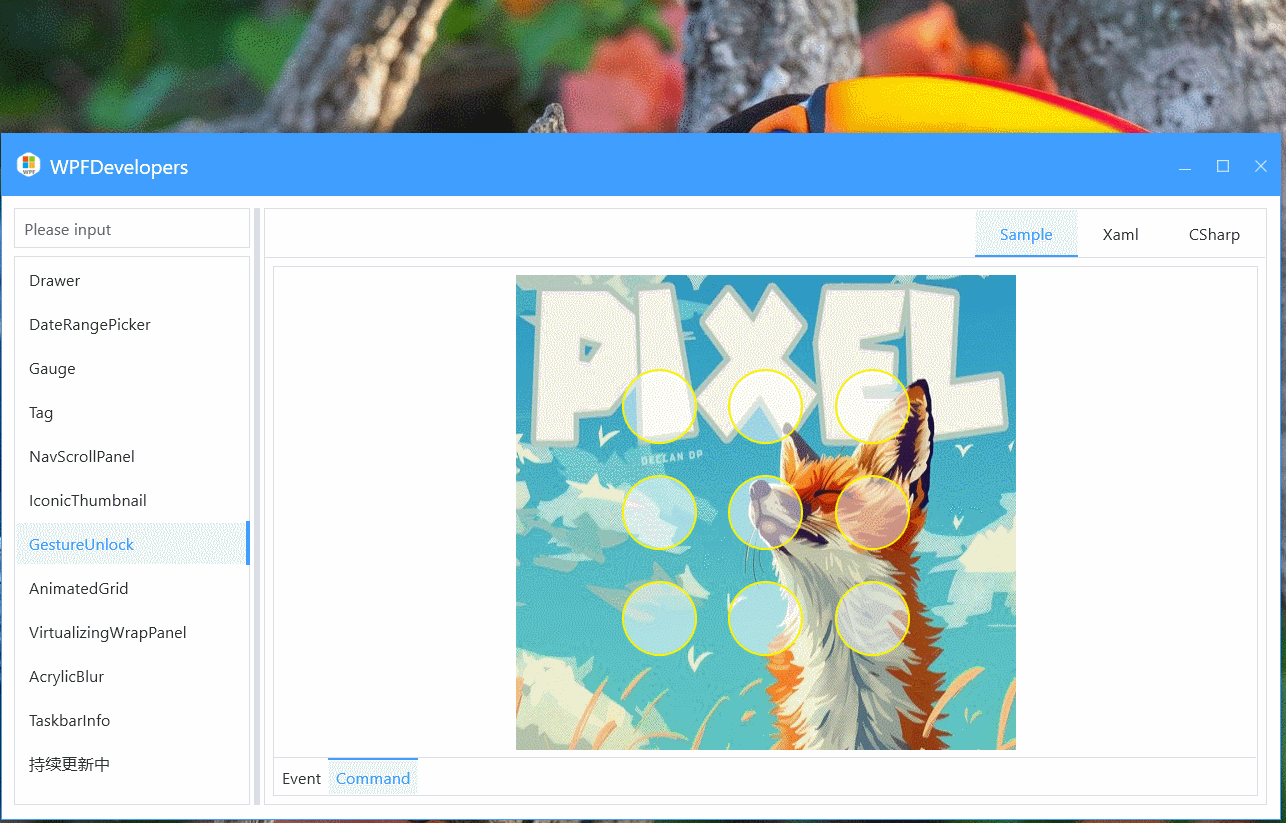 WPFDevelopers
Please input
Drawer
DateRangePicker
Gauge
Tag
NavScrollPanel
IconicThumbnail
GestureUnlock
AnimatedGrid
VirtualizingWrapPanel
AcrylicBlur
TaskbarInfo
持续更新中
Sample Xaml CSharp
PIXEL
DECLAN DP
Event Command